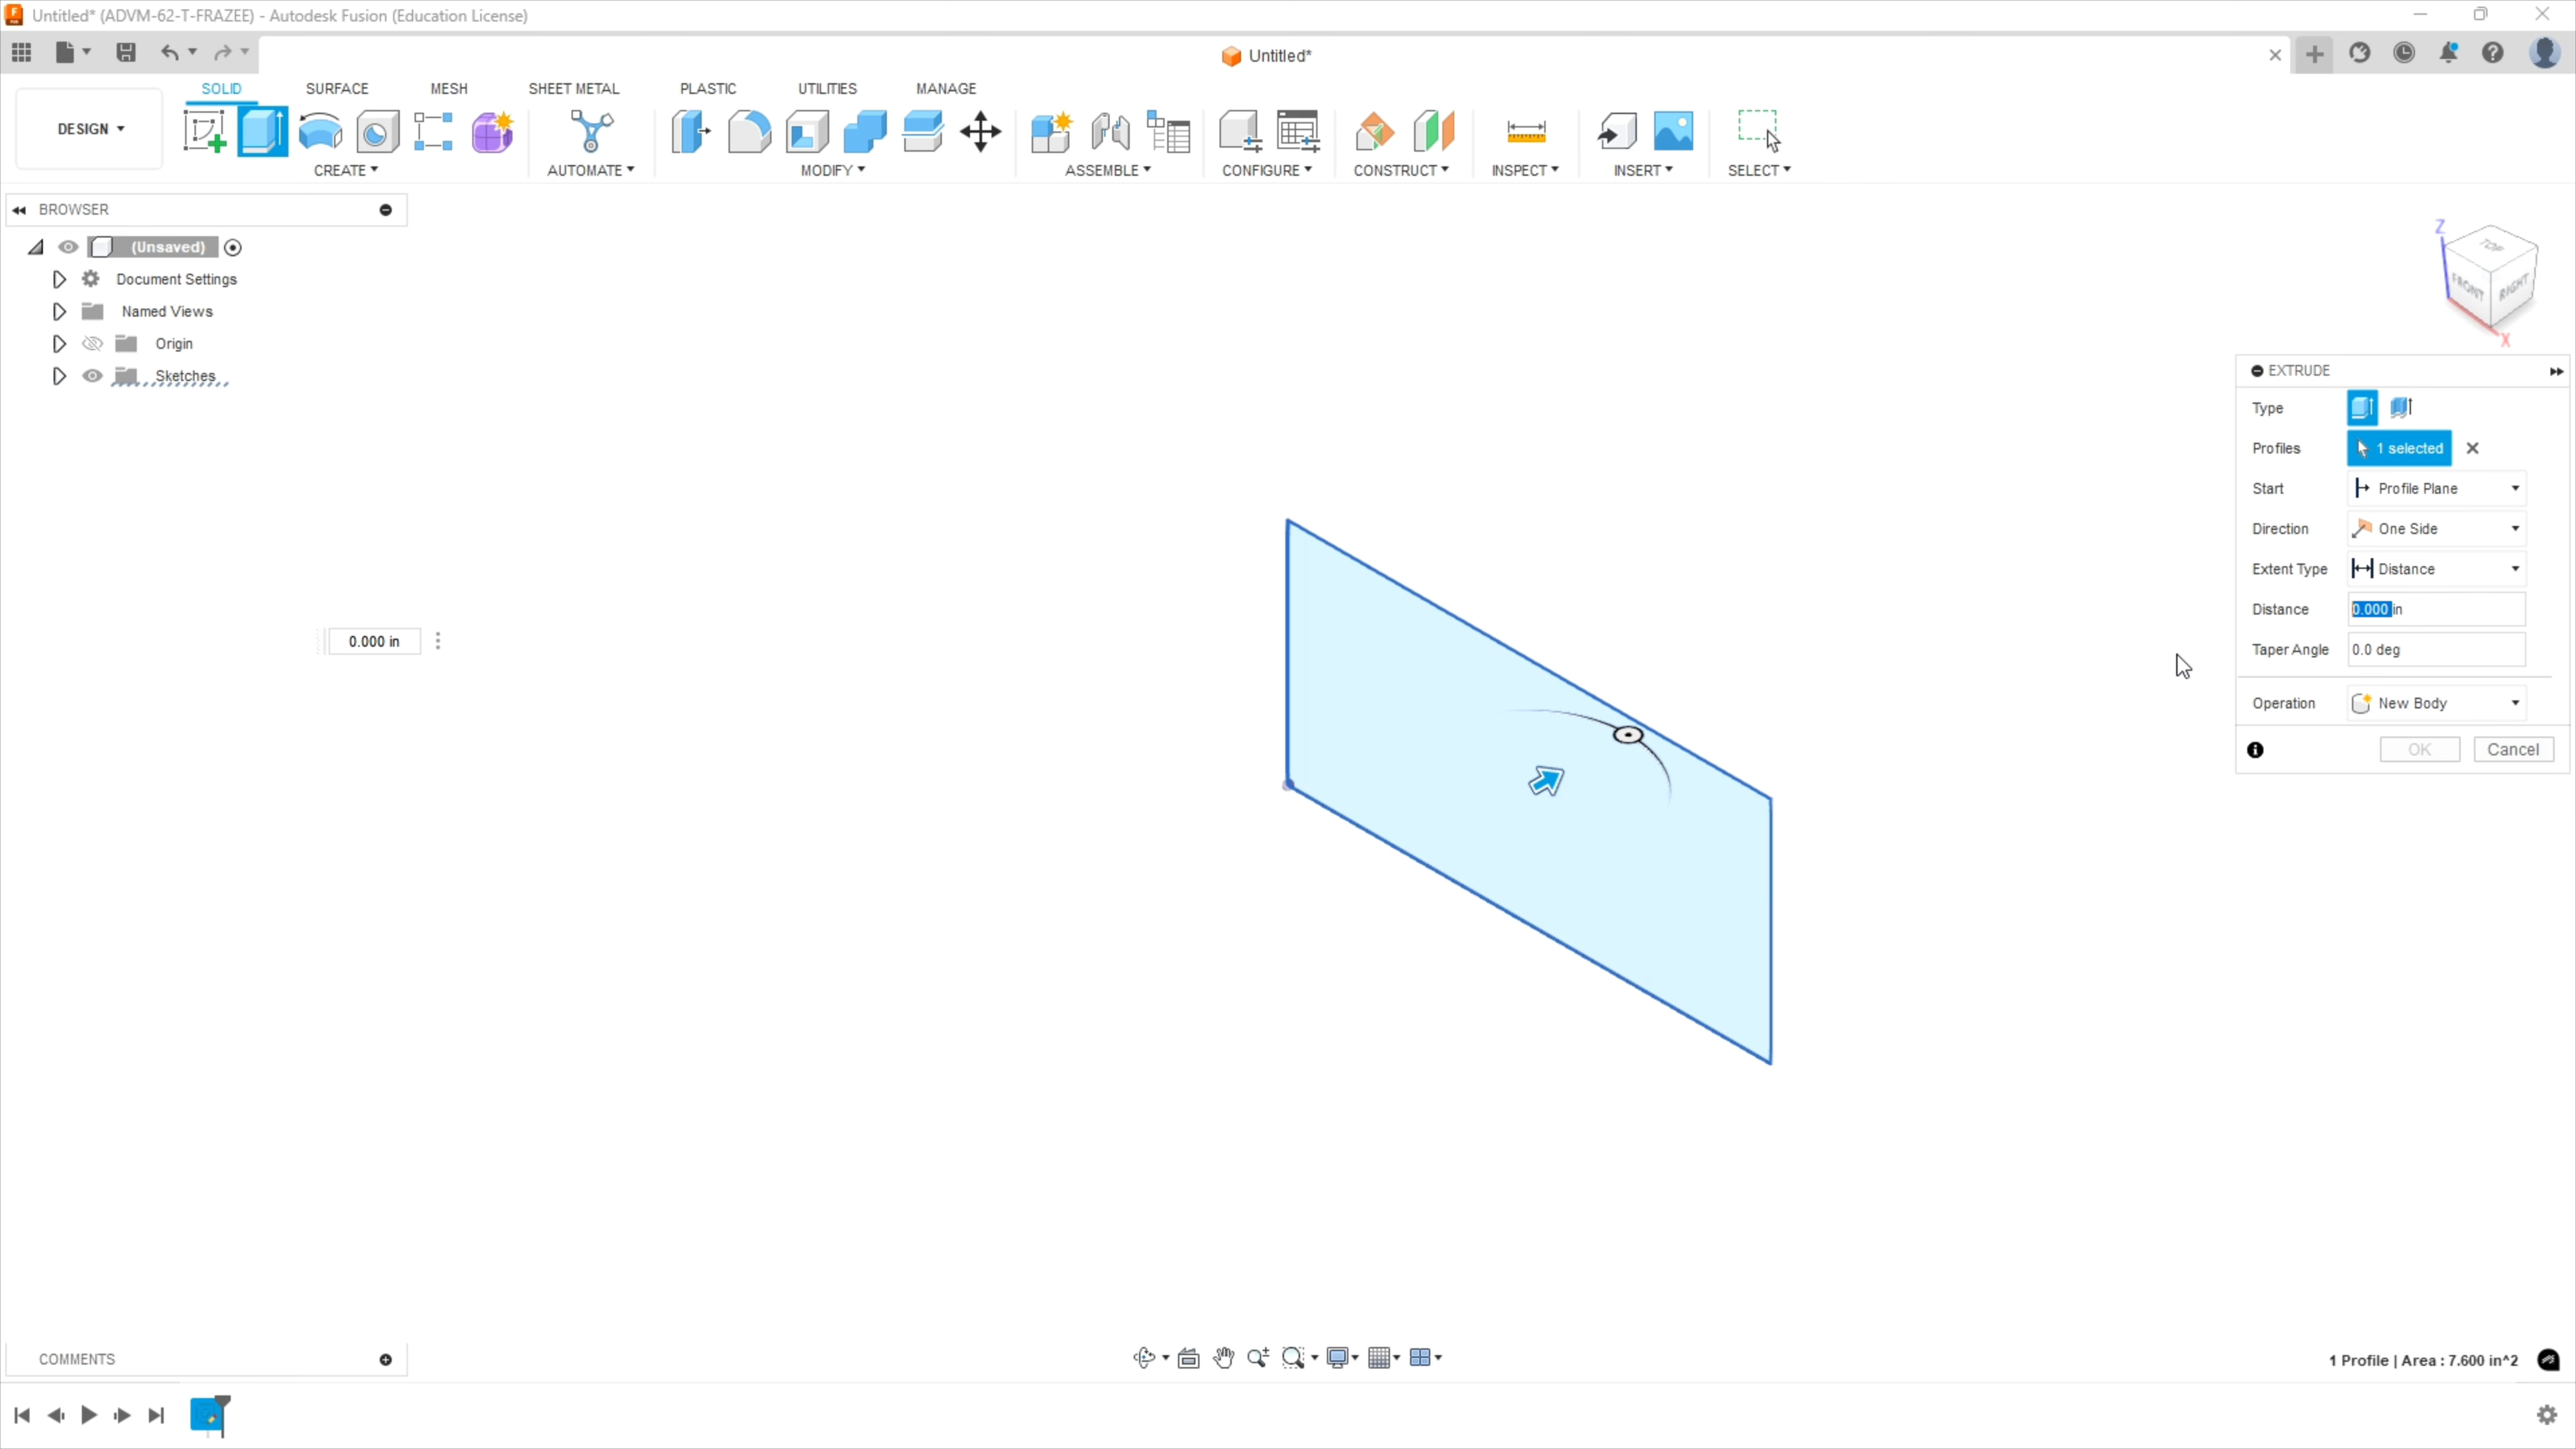 Untitled* (ADVM-62-T-FRAZEE) - Autodesk Fusion (Education License)
Untitled*
SOLID SURFACE MESH SHEET METAL PLASTIC UTILITIES MANAGE
DESIGN
CREATE AUTOMATE MODIFY ASSEMBLE CONFIGURE CONSTRUCT INSPECT INSERT SELECT
BROWSER
(Unsaved)
Document Settings
Named Views
Origin
Sketches
Z
TOP
FRONT RIGHT
X
EXTRUDE
Type
Profiles 1 selected
Start Profile Plane
Direction One Side
Extent Type Distance
Distance 0.000 in
Taper Angle 0.0 deg
Operation New Body
OK Cancel
0.000 in
COMMENTS
1 Profile | Area : 7.600 in^2